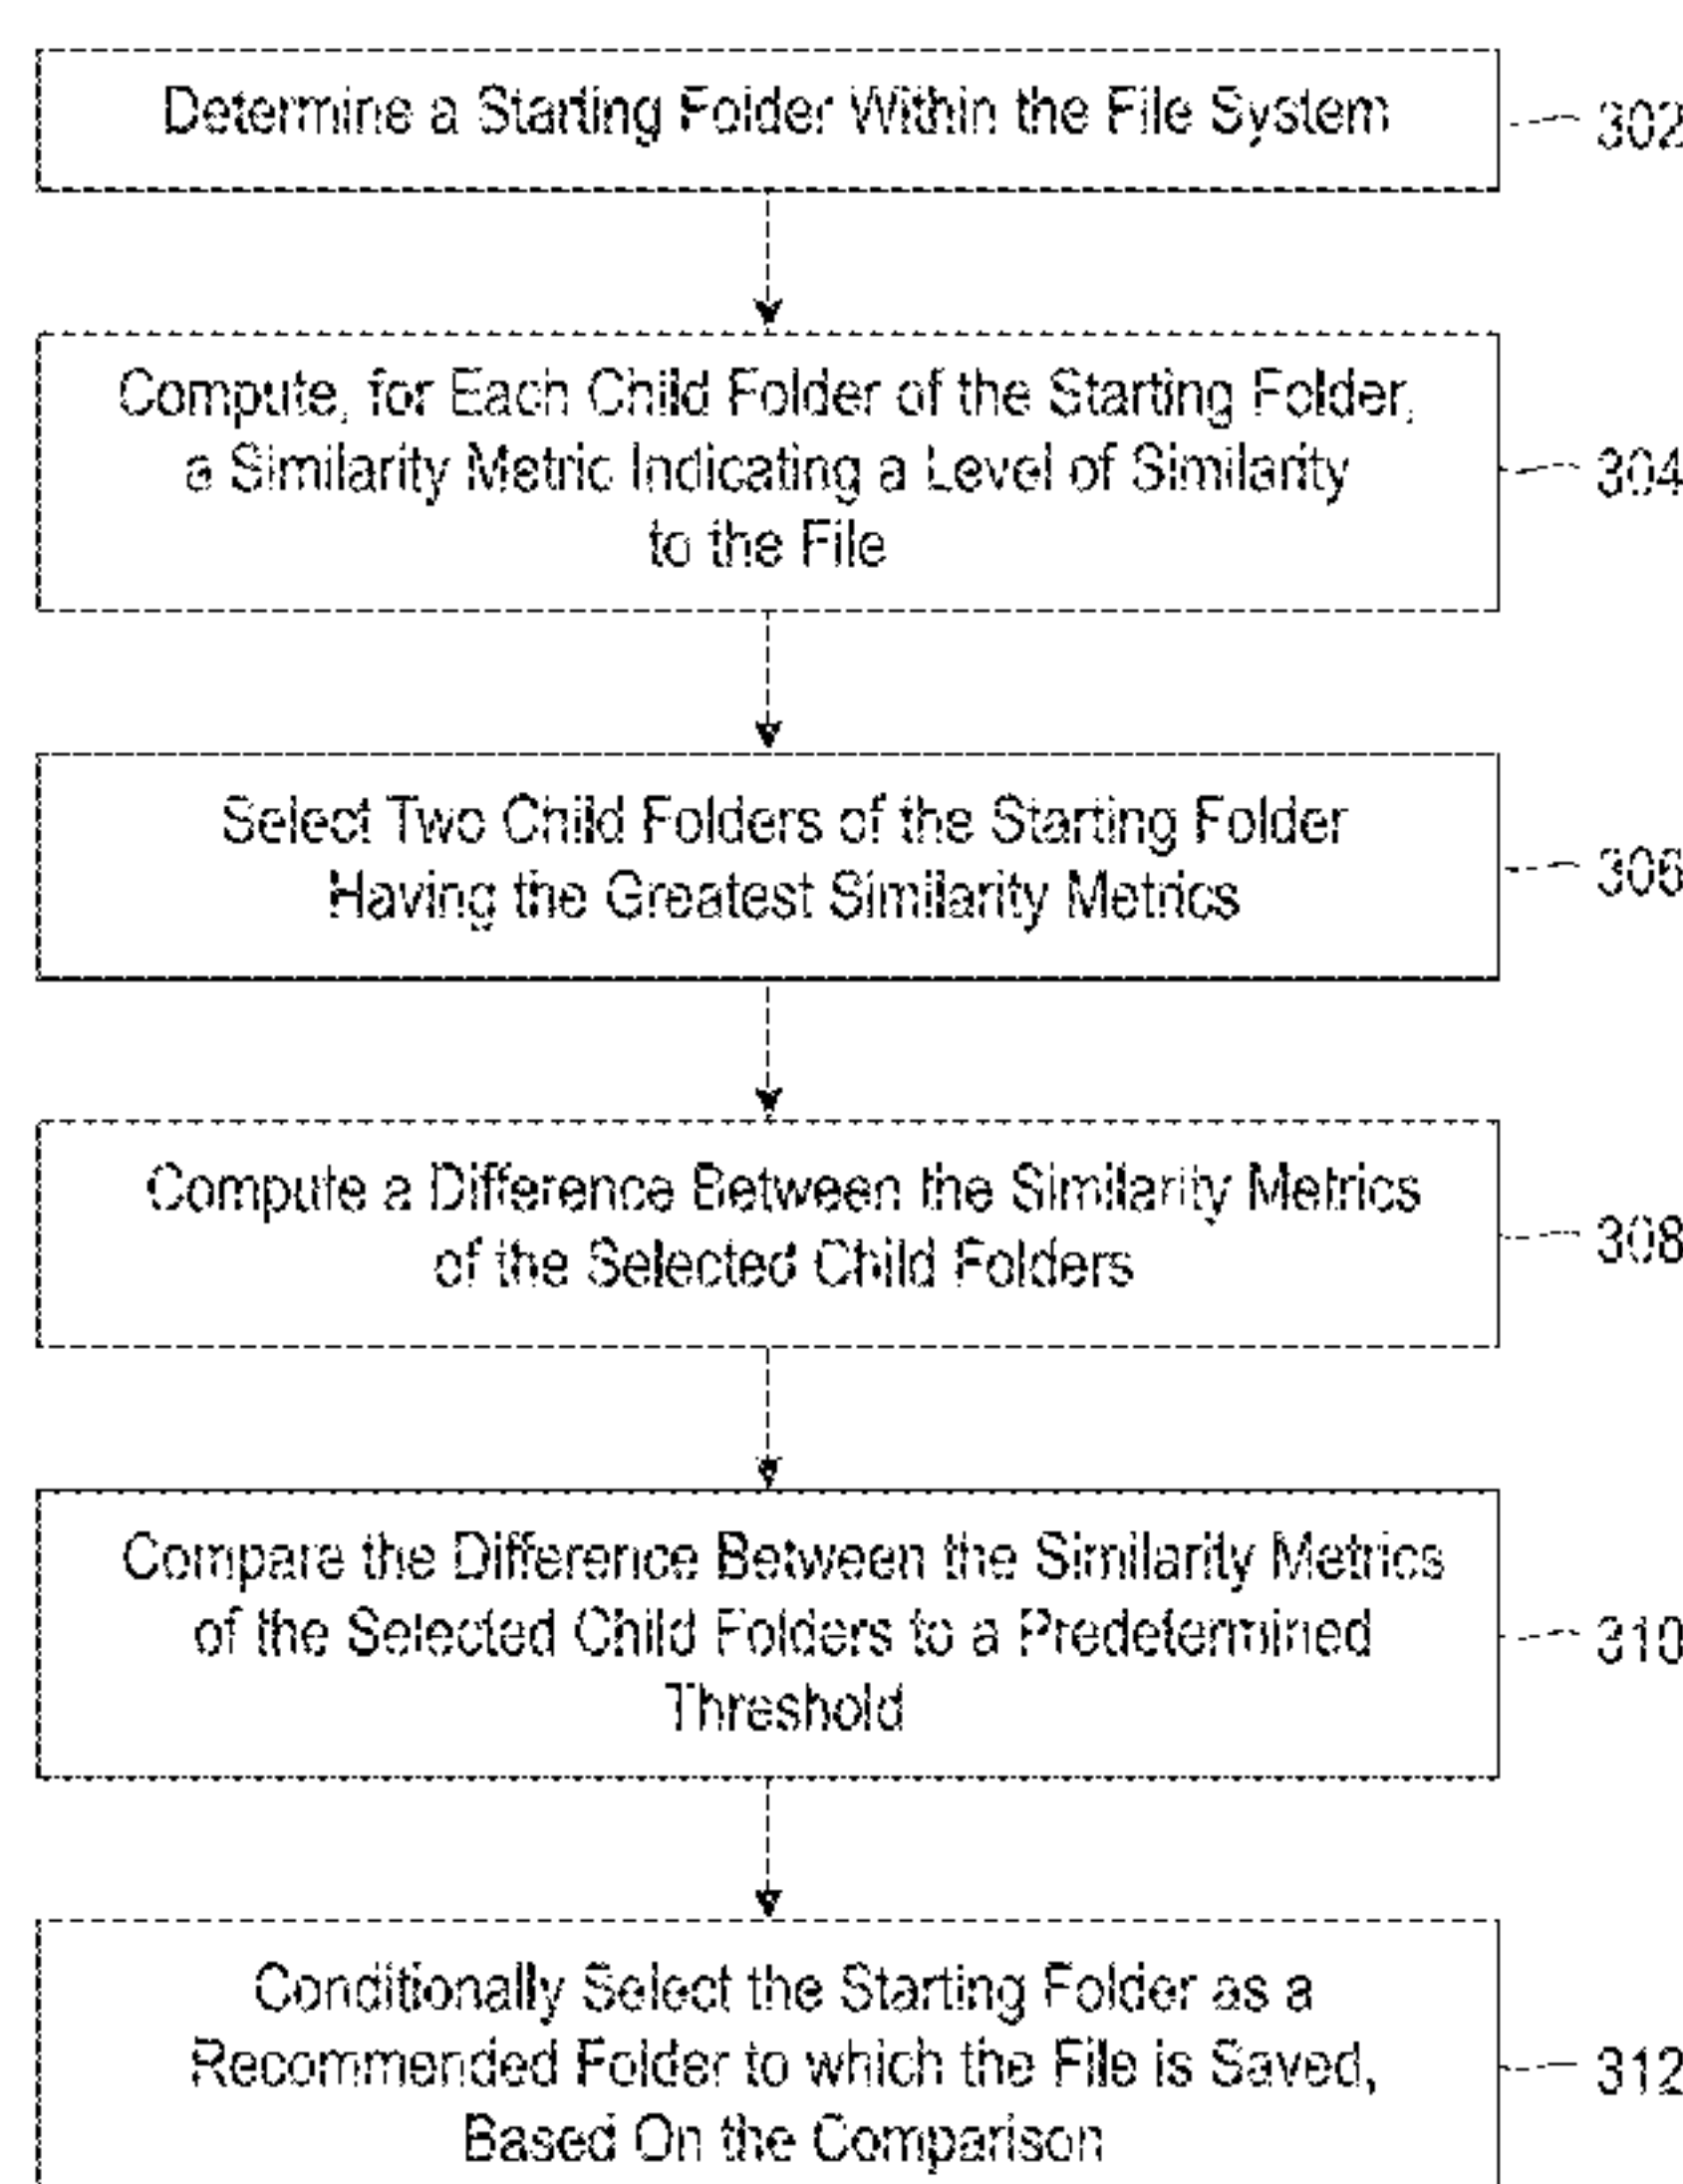 Determine a Starting Folder Within the File System
302
Compute, for Each Child Folder of the Starting Folder,
a Similarity Metric Indicating a Level of Similarity
to the File
304
Select Two Child Folders of the Starting Folder
Having the Greatest Similarity Metrics
306
Compute a Difference Between the Similarity Metrics
of the Selected Child Folders
308
Compare the Difference Between the Similarity Metrics
of the Selected Child Folders to a Predetermined
Threshold
310
Conditionally Select the Starting Folder as a
Recommended Folder to which the File is Saved,
Based On the Comparison
312